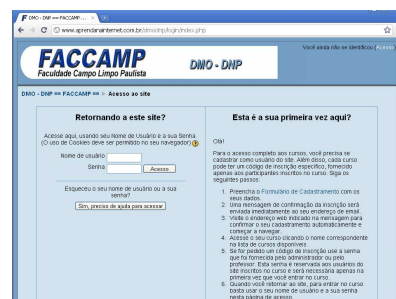 DMO - DNP == FACCAMP ...
www.aprendanainternet.com.br/dmodnp/login/index.php
Você ainda não se identificou (Acesso)
FACCAMP
Faculdade Campo Limpo Paulista
DMO - DNP
DMO - DNP == FACCAMP == ► Acesso ao site
Retornando a este site?
Acesse aqui, usando seu Nome de Usuário e a sua Senha.
(O uso de Cookies deve ser permitido no seu navegador)
Nome de usuário
Senha
Acesso
Esqueceu o seu nome de usuário ou a sua
senha?
Sim, preciso de ajuda para acessar
Esta é a sua primeira vez aqui?
Olá!
Para o acesso completo aos cursos, você precisa se
cadastrar como usuário do site. Além disso, cada curso
pode ter um código de inscrição específico, fornecido
apenas aos participantes inscritos no curso. Siga os
seguintes passos:
1. Preencha o Formulário de Cadastramento com os
seus dados.
2. Uma mensagem de confirmação da inscrição será
enviada imediatamente ao seu endereço de email.
3. Visite o endereço web indicado na mensagem para
confirmar o seu cadastramento automaticamente e
começar a navegar.
4. Acesse o seu curso clicando o nome correspondente
na lista de cursos disponíveis.
5. Se for pedido um código de inscrição use a senha
que foi fornecida pelo administrador ou pelo
professor. Esta senha é reservada aos usuários do
site inscritos no curso e será necessária apenas na
primeira vez que você entrar no curso.
6. Quando você retornar ao site, para entrar no curso
basta usar o seu nome de usuário e a sua senha
nesta página de acesso.